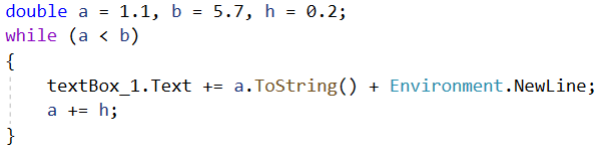 double a = 1.1, b = 5.7, h = 0.2;
while (a < b)
{
    textBox_1.Text += a.ToString() + Environment.NewLine;
    a += h;
}